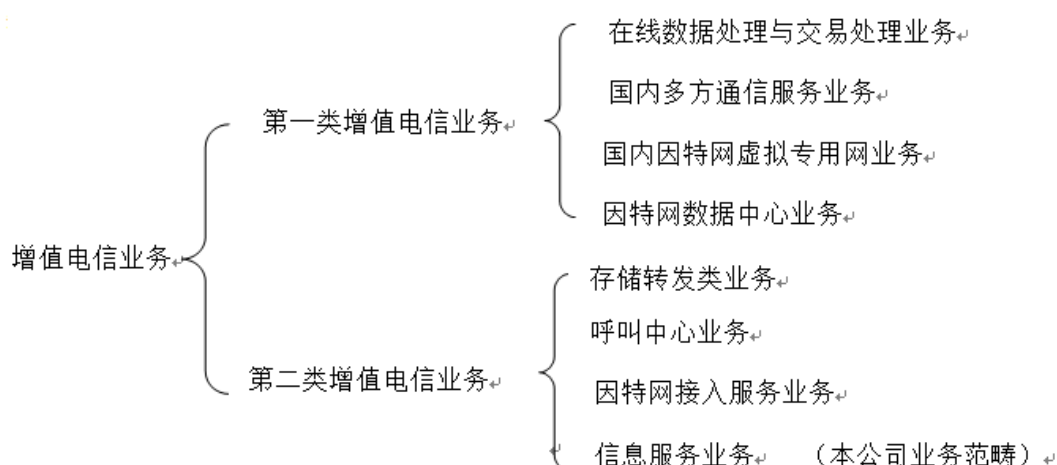 在线数据处理与交易处理业务
国内多方通信服务业务
第一类增值电信业务
国内因特网虚拟专用网业务
因特网数据中心业务
增值电信业务
存储转发类业务
呼叫中心业务
第二类增值电信业务
因特网接入服务业务
信息服务业务 （本公司业务范畴）